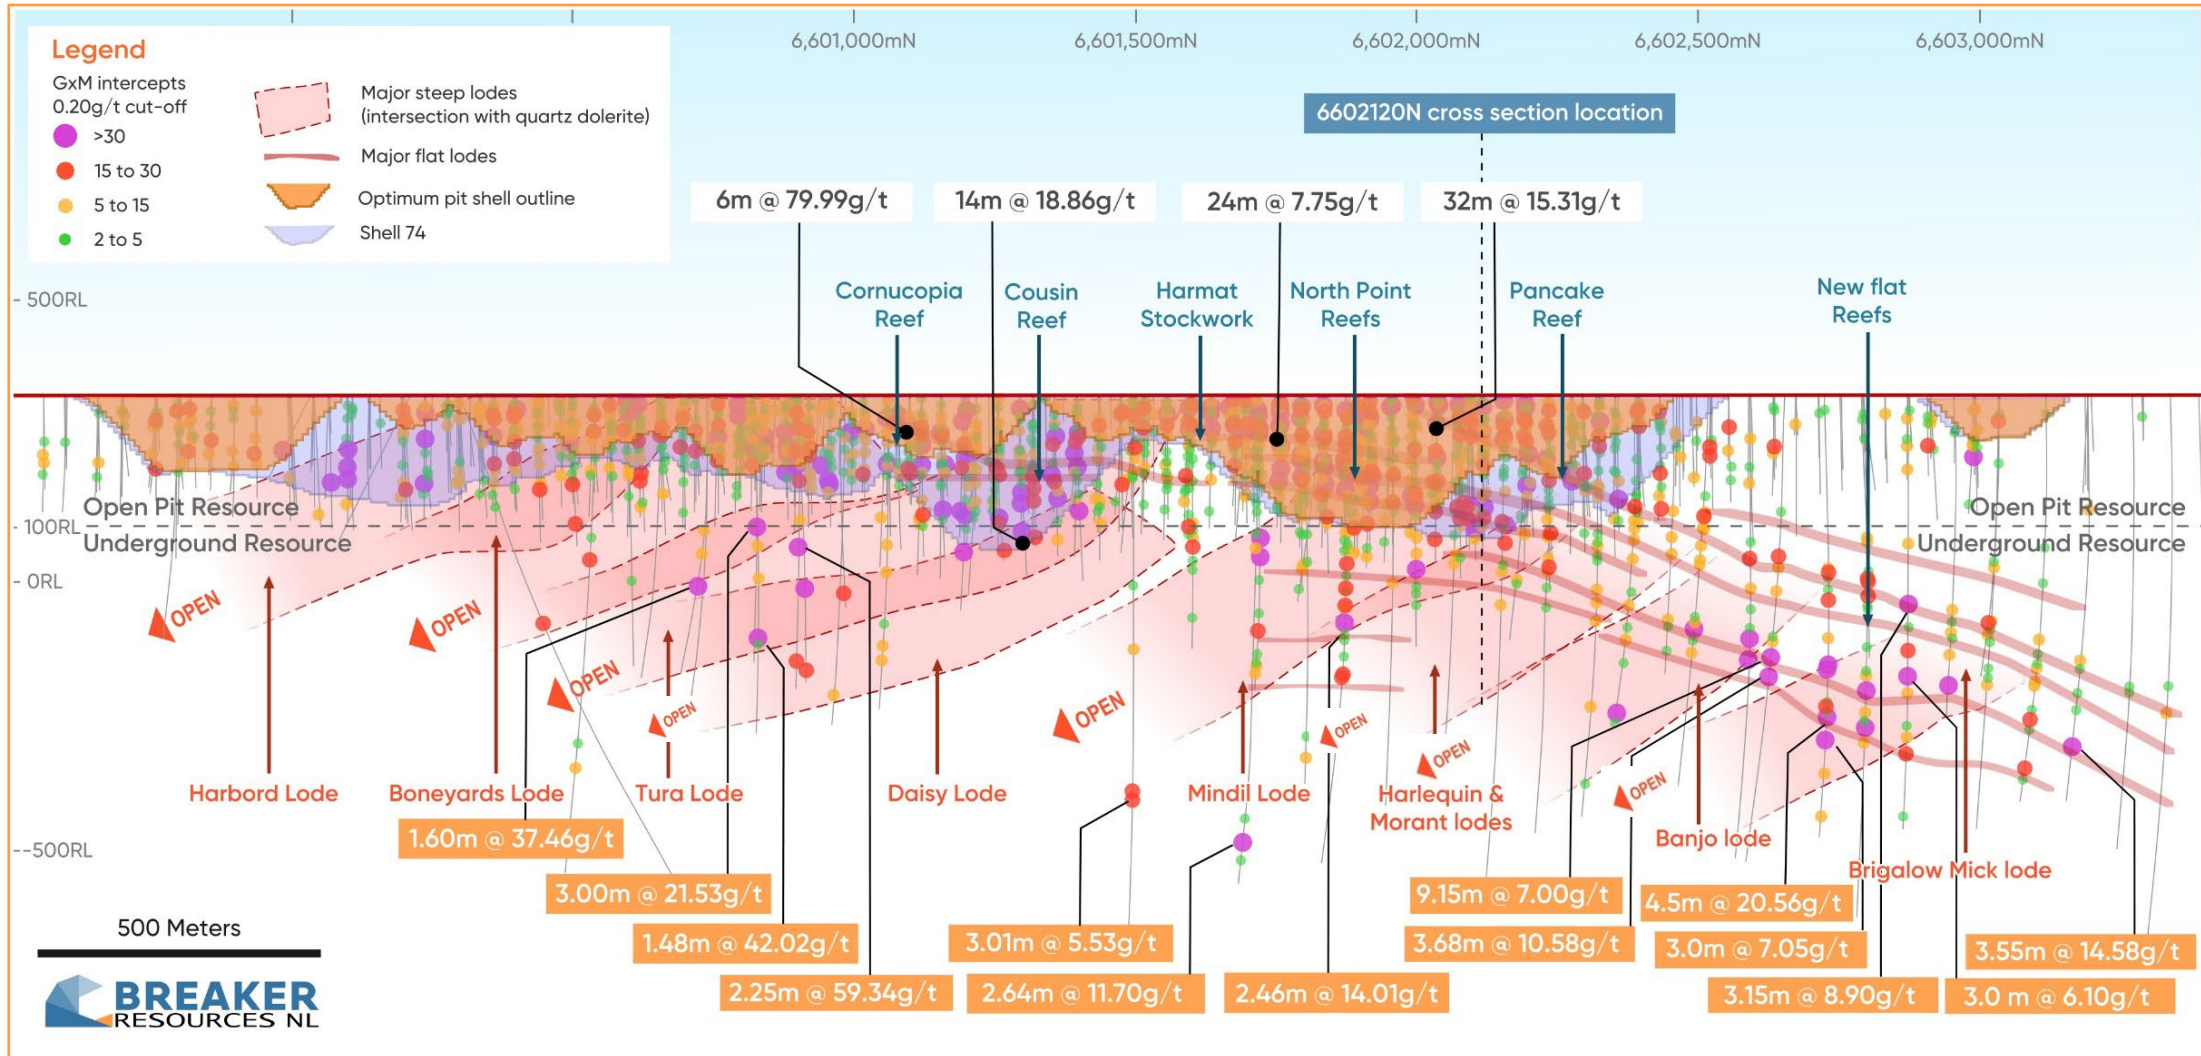 Legend
GxM intercepts
0.20g/t cut-off
>30
15 to 30
5 to 15
2 to 5
Major steep lodes
(intersection with quartz dolerite)
Major flat lodes
Optimum pit shell outline
Shell 74
6,601,000mN
6,601,500mN
6,602,000mN
6,602,500mN
6,603,000mN
6602120N cross section location
6m @ 79.99g/t
14m @ 18.86g/t
24m @ 7.75g/t
32m @ 15.31g/t
- 500RL
Cornucopia
Reef
Cousin
Reef
Harmat
Stockwork
North Point
Reefs
Pancake
Reef
New flat
Reefs
Open Pit Resource
- 100RL
Underground Resource
Open Pit Resource
Underground Resource
- 0RL
OPEN
OPEN
OPEN
OPEN
OPEN
OPEN
OPEN
OPEN
Harbord Lode
Boneyards Lode
Tura Lode
Daisy Lode
Mindil Lode
Harlequin &
Morant lodes
Banjo lode
Brigalow Mick lode
--500RL
1.60m @ 37.46g/t
3.00m @ 21.53g/t
1.48m @ 42.02g/t
2.25m @ 59.34g/t
3.01m @ 5.53g/t
2.64m @ 11.70g/t
2.46m @ 14.01g/t
9.15m @ 7.00g/t
3.68m @ 10.58g/t
4.5m @ 20.56g/t
3.0m @ 7.05g/t
3.15m @ 8.90g/t
3.55m @ 14.58g/t
3.0 m @ 6.10g/t
500 Meters
BREAKER
RESOURCES NL